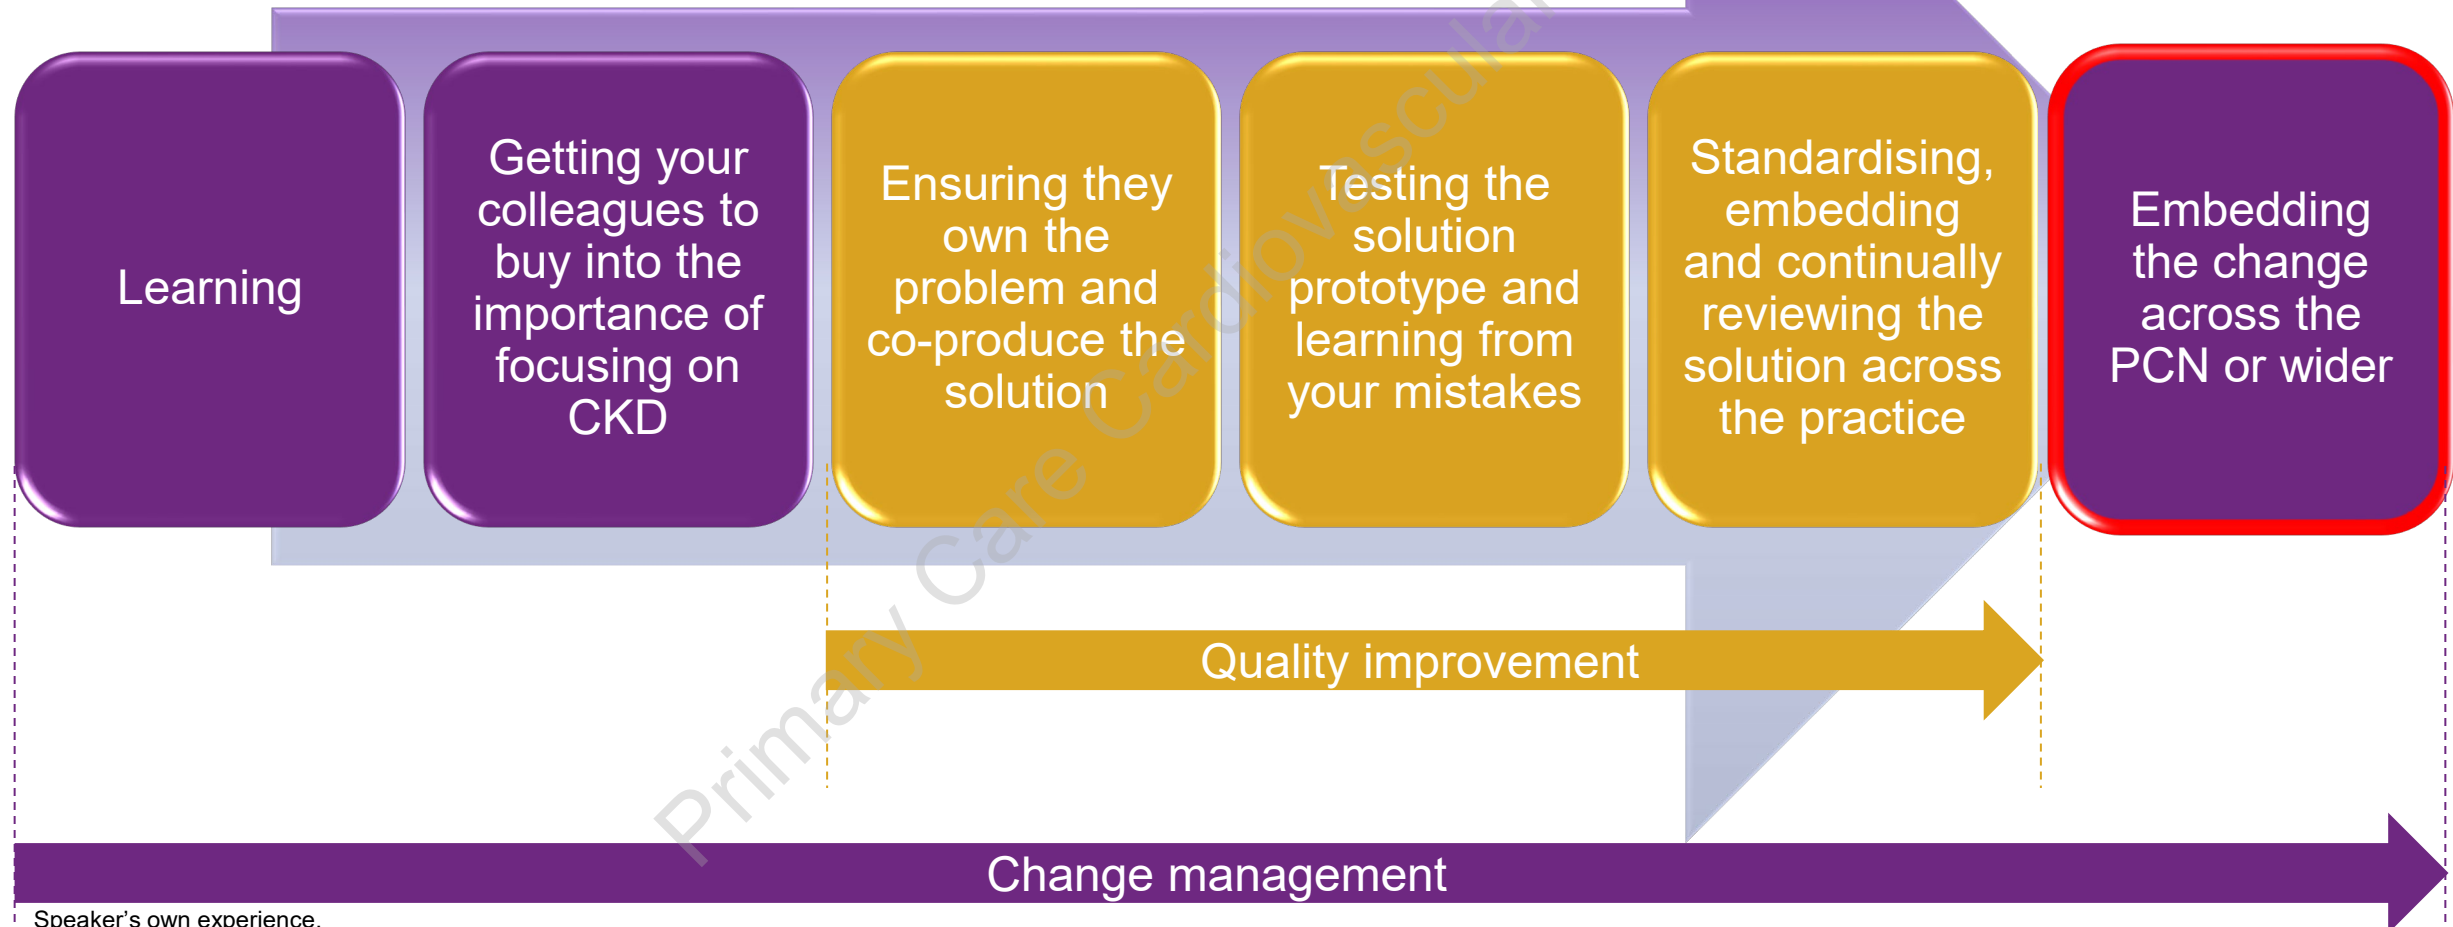 Learning
Getting your
colleagues to
buy into the
importance of
focusing on
CKD
Ensuring they
own the
problem and
co-produce the
solution
Testing the
solution
prototype and
learning from
your mistakes
Standardising,
embedding
and continually
reviewing the
solution across
the practice
Embedding
the change
across the
PCN or wider
Quality improvement
Change management
Speaker's own experience.
Primary Care Cardiovascular